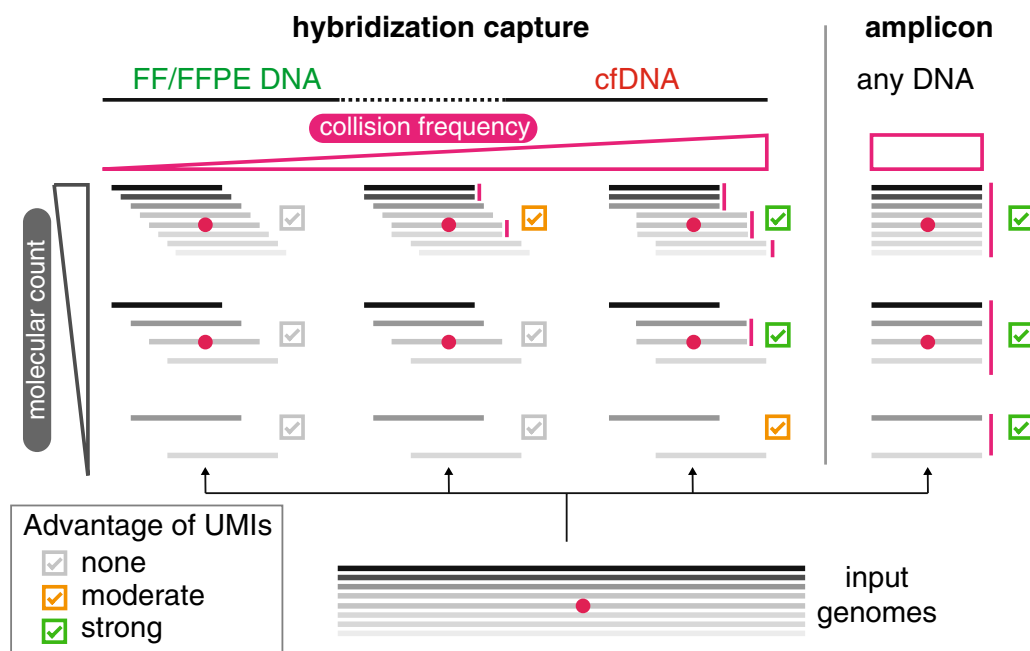 hybridization capture
amplicon
FF/FFPE DNA
cfDNA
any DNA
collision frequency
molecular count
Advantage of UMIs
none
moderate
strong
input
genomes